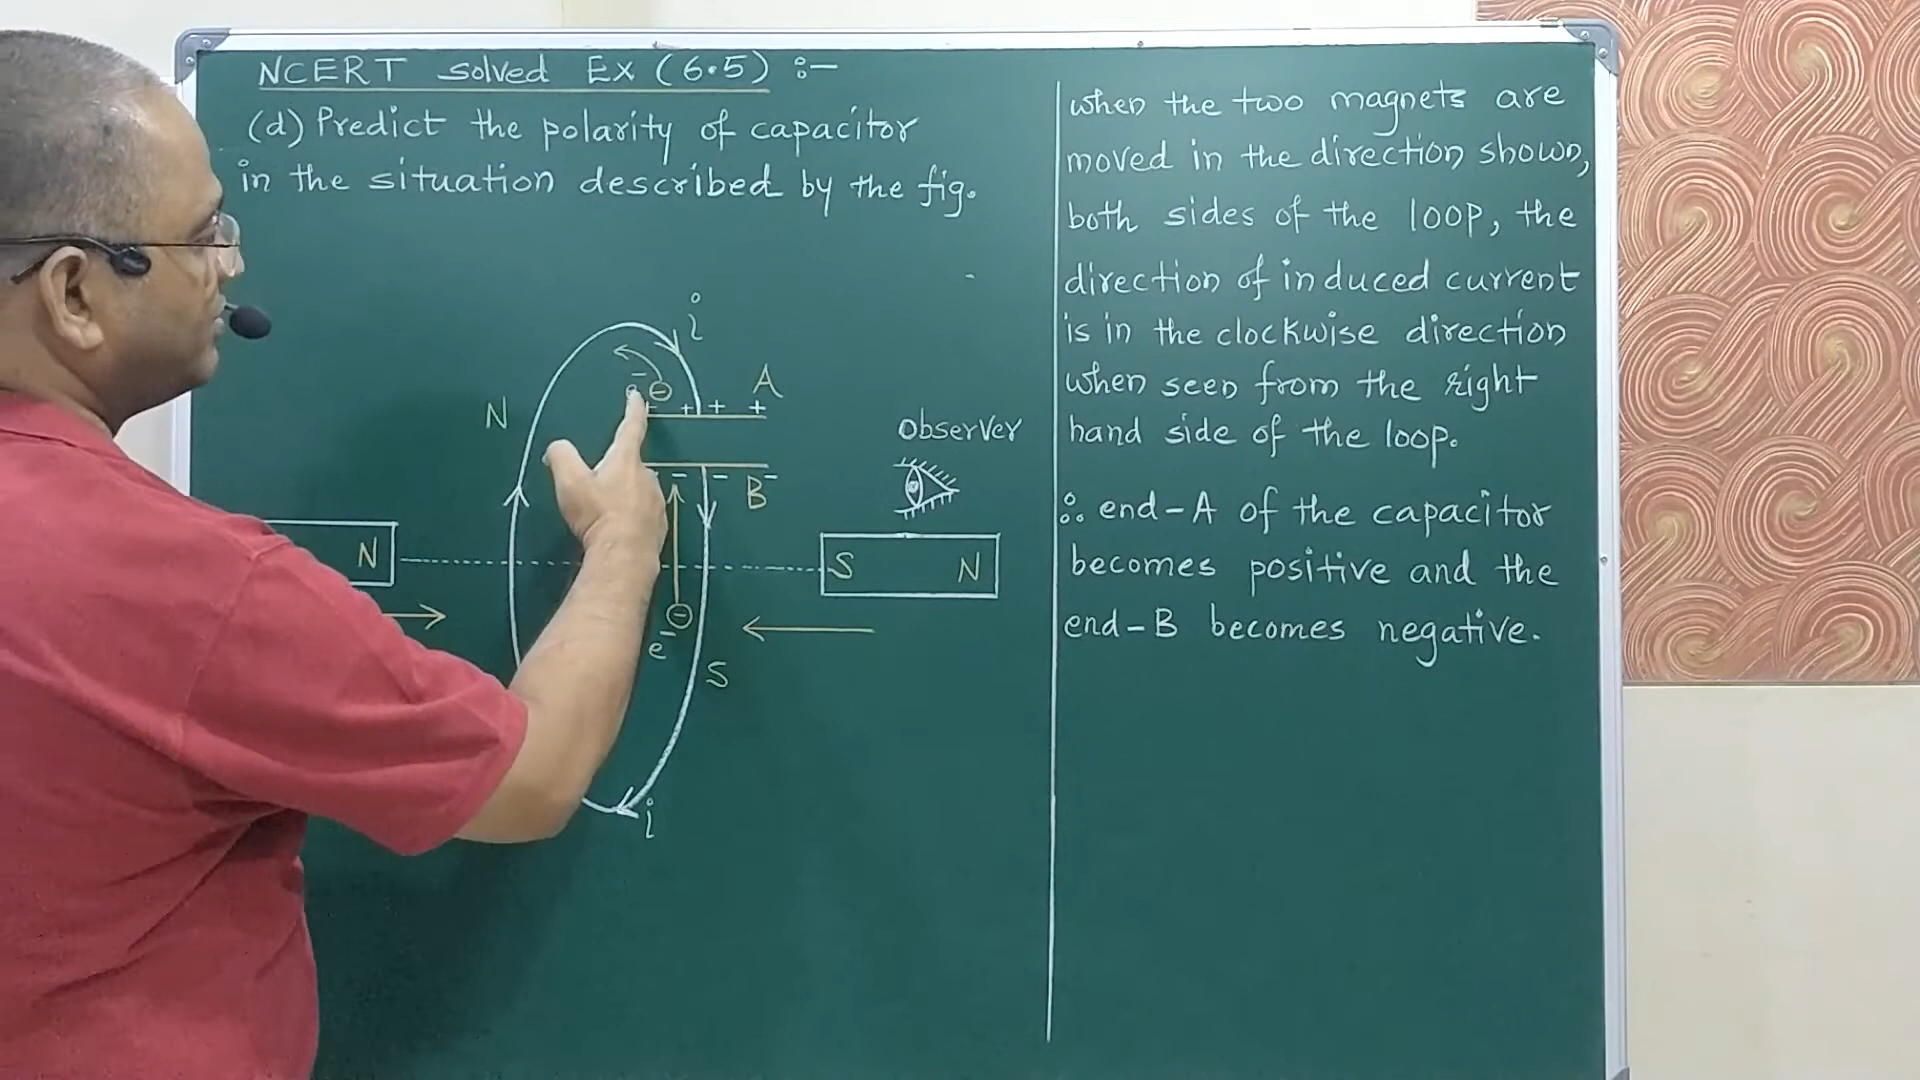 NCERT solved Ex (6.5) :-
(d) Predict the polarity of capacitor
in the situation described by the fig.
i
A
e⁻ ⊖
+ + + +
N
- - -
B
observer
N
S N
⊖
e⁻
S
i
when the two magnets are
moved in the direction shown,
both sides of the loop, the
direction of induced current
is in the clockwise direction
when seen from the right
hand side of the loop.
∴ end-A of the capacitor
becomes positive and the
end-B becomes negative.